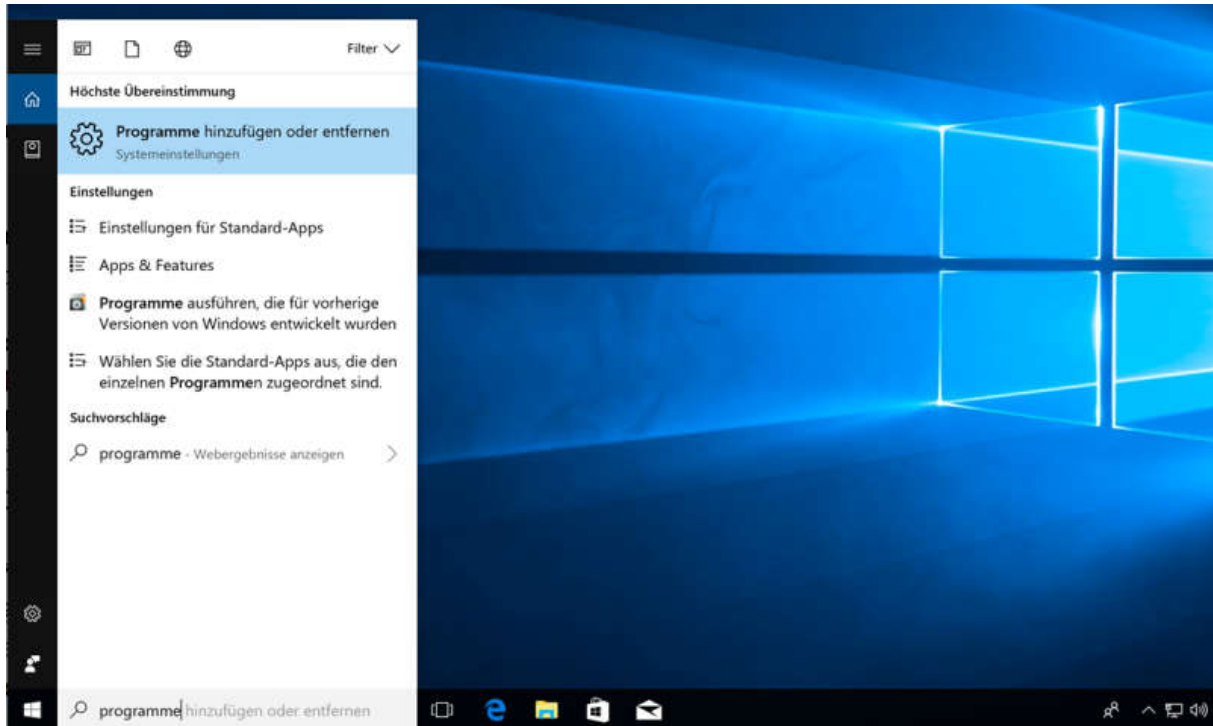 Filter
Höchste Übereinstimmung
Programme hinzufügen oder entfernen
Systemeinstellungen
Einstellungen
Einstellungen für Standard-Apps
Apps & Features
Programme ausführen, die für vorherige
Versionen von Windows entwickelt wurden
Wählen Sie die Standard-Apps aus, die den
einzelnen Programmen zugeordnet sind.
Suchvorschläge
programme - Webergebnisse anzeigen
programme hinzufügen oder entfernen